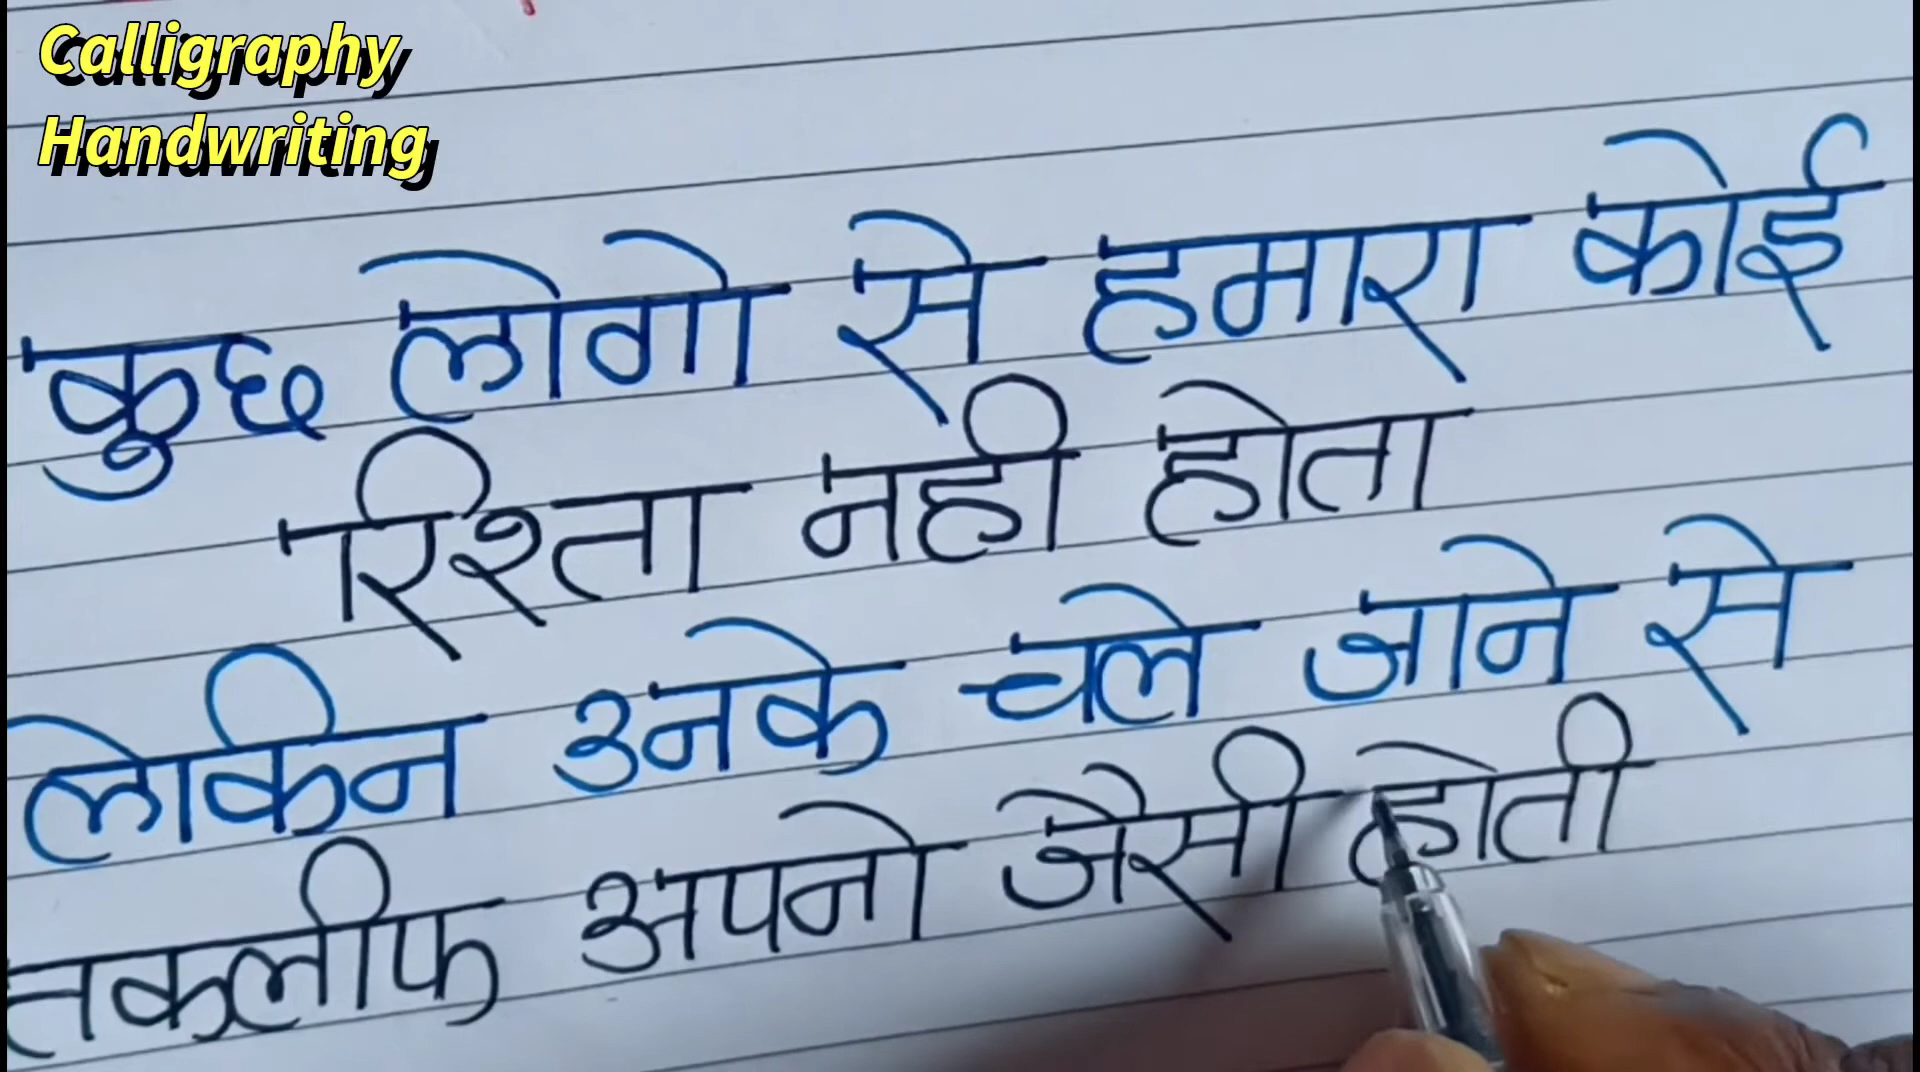 Calligraphy
Handwriting
कुछ लोगो से हमारा कोई
रिश्ता नही होता
लेकिन उनके चले जाने से
तकलीफ अपनो जैसी होती